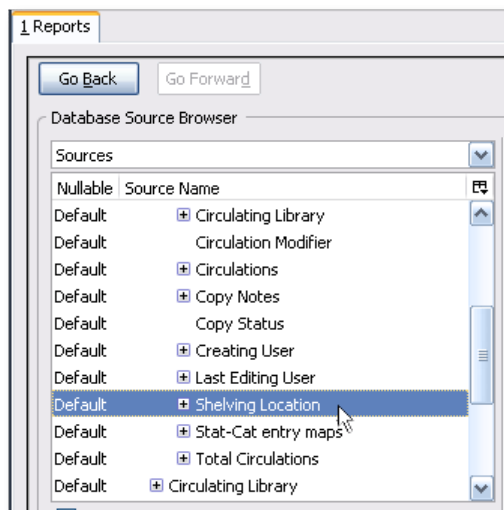 1 Reports
Go Back Go Forward
Database Source Browser
Sources
Nullable Source Name
Default Circulating Library
Default Circulation Modifier
Default Circulations
Default Copy Notes
Default Copy Status
Default Creating User
Default Last Editing User
Default Shelving Location
Default Stat-Cat entry maps
Default Total Circulations
Default Circulating Library